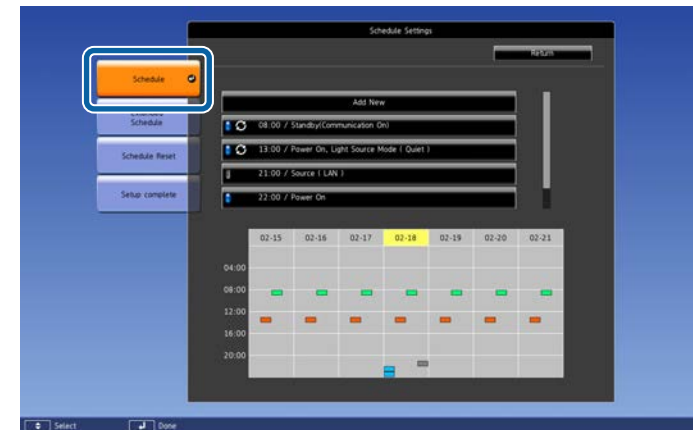 Schedule Settings
Return
Schedule
Extended
Schedule
Schedule Reset
Setup complete
Add New
08:00 / Standby(Communication On)
13:00 / Power On, Light Source Mode ( Quiet )
21:00 / Source ( LAN )
22:00 / Power On
02-15 02-16 02-17 02-18 02-19 02-20 02-21
04:00
08:00
12:00
16:00
20:00
Select Done